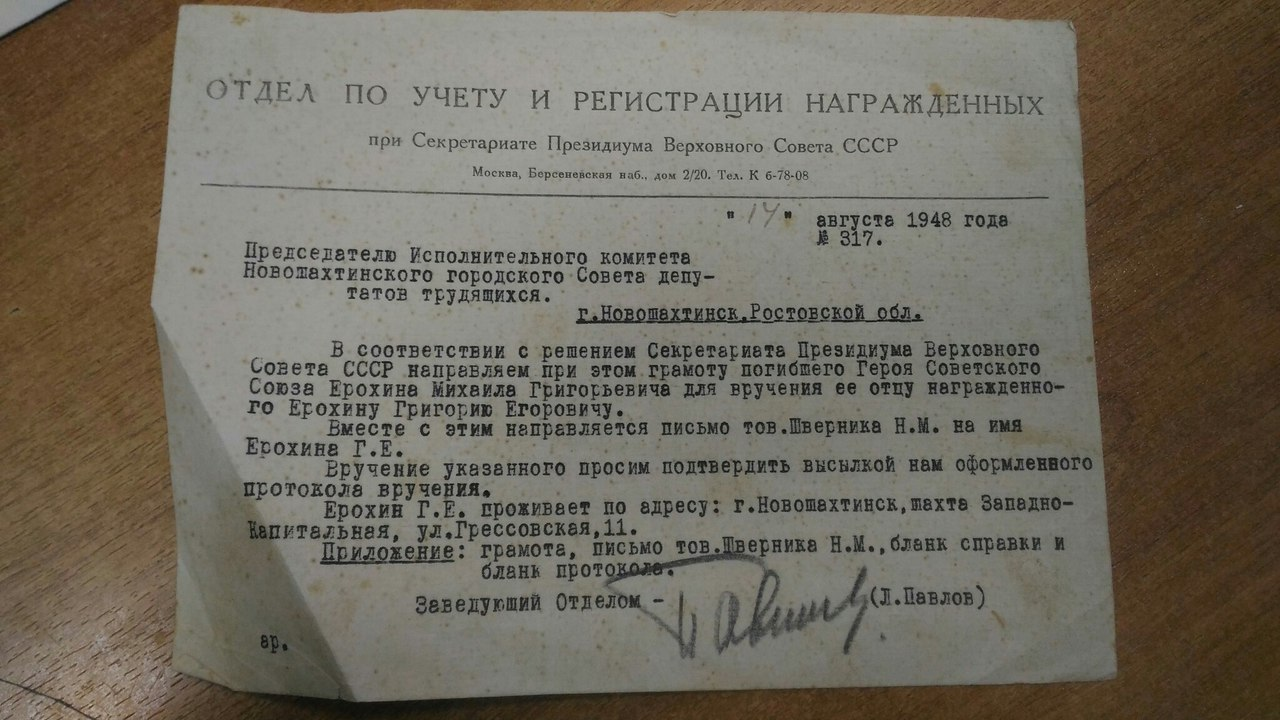 ОТДЕЛ ПО УЧЕТУ И РЕГИСТРАЦИИ НАГРАЖДЕННЫХ
при Секретариате Президиума Верховного Совета СССР
Москва, Берсеневская наб., дом 2/20. Тел. К 6-78-08
" 14 " августа 1948 года
№ 317.
Председателю Исполнительного комитета
Новошахтинского городского Совета депу-
татов трудящихся.
г.Новошахтинск,Ростовской обл.
В соответствии с решением Секретариата Президиума Верховного
Совета СССР направляем при этом грамоту погибшего Героя Советского
Союза Ерохина Михаила Григорьевича для вручения ее отцу награжденно-
го Ерохину Григорию Егоровичу.
Вместе с этим направляется письмо тов.Шверника Н.М. на имя
Ерохина Г.Е.
Вручение указанного просим подтвердить высылкой нам оформленного
протокола вручения.
Ерохин Г.Е. проживает по адресу: г.Новошахтинск,шахта Западно-
Капитальная, ул.Грессовская,11.
Приложение: грамота, письмо тов.Шверника Н.М.,бланк справки и
бланк протокола.
Заведующий Отделом - Павлов (Л.Павлов)
ар.